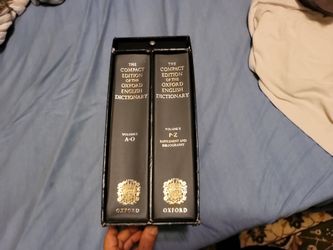 THE
COMPACT
EDITION
OF THE
OXFORD
ENGLISH
DICTIONARY
VOLUME I
A-O
OXFORD
THE
COMPACT
EDITION
OF THE
OXFORD
ENGLISH
DICTIONARY
VOLUME II
P-Z
SUPPLEMENT AND
BIBLIOGRAPHY
OXFORD